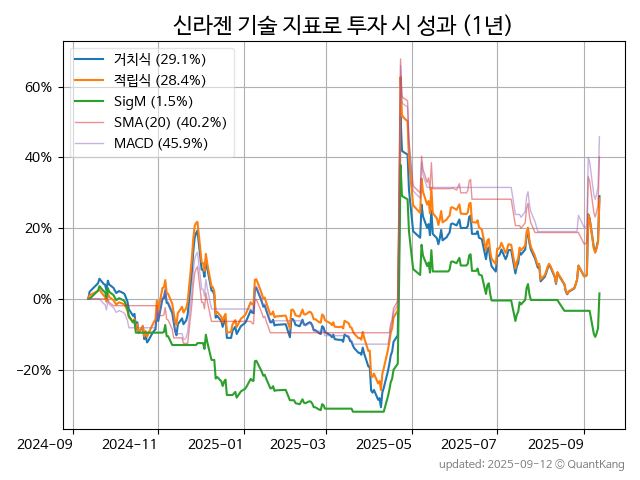 신라젠 기술 지표로 투자 시 성과 (1년)
거치식 (29.1%)
적립식 (28.4%)
SigM (1.5%)
SMA(20) (40.2%)
MACD (45.9%)
60%
40%
20%
0%
−20%
2024-09
2024-11
2025-01
2025-03
2025-05
2025-07
2025-09
updated: 2025-09-12 © QuantKang